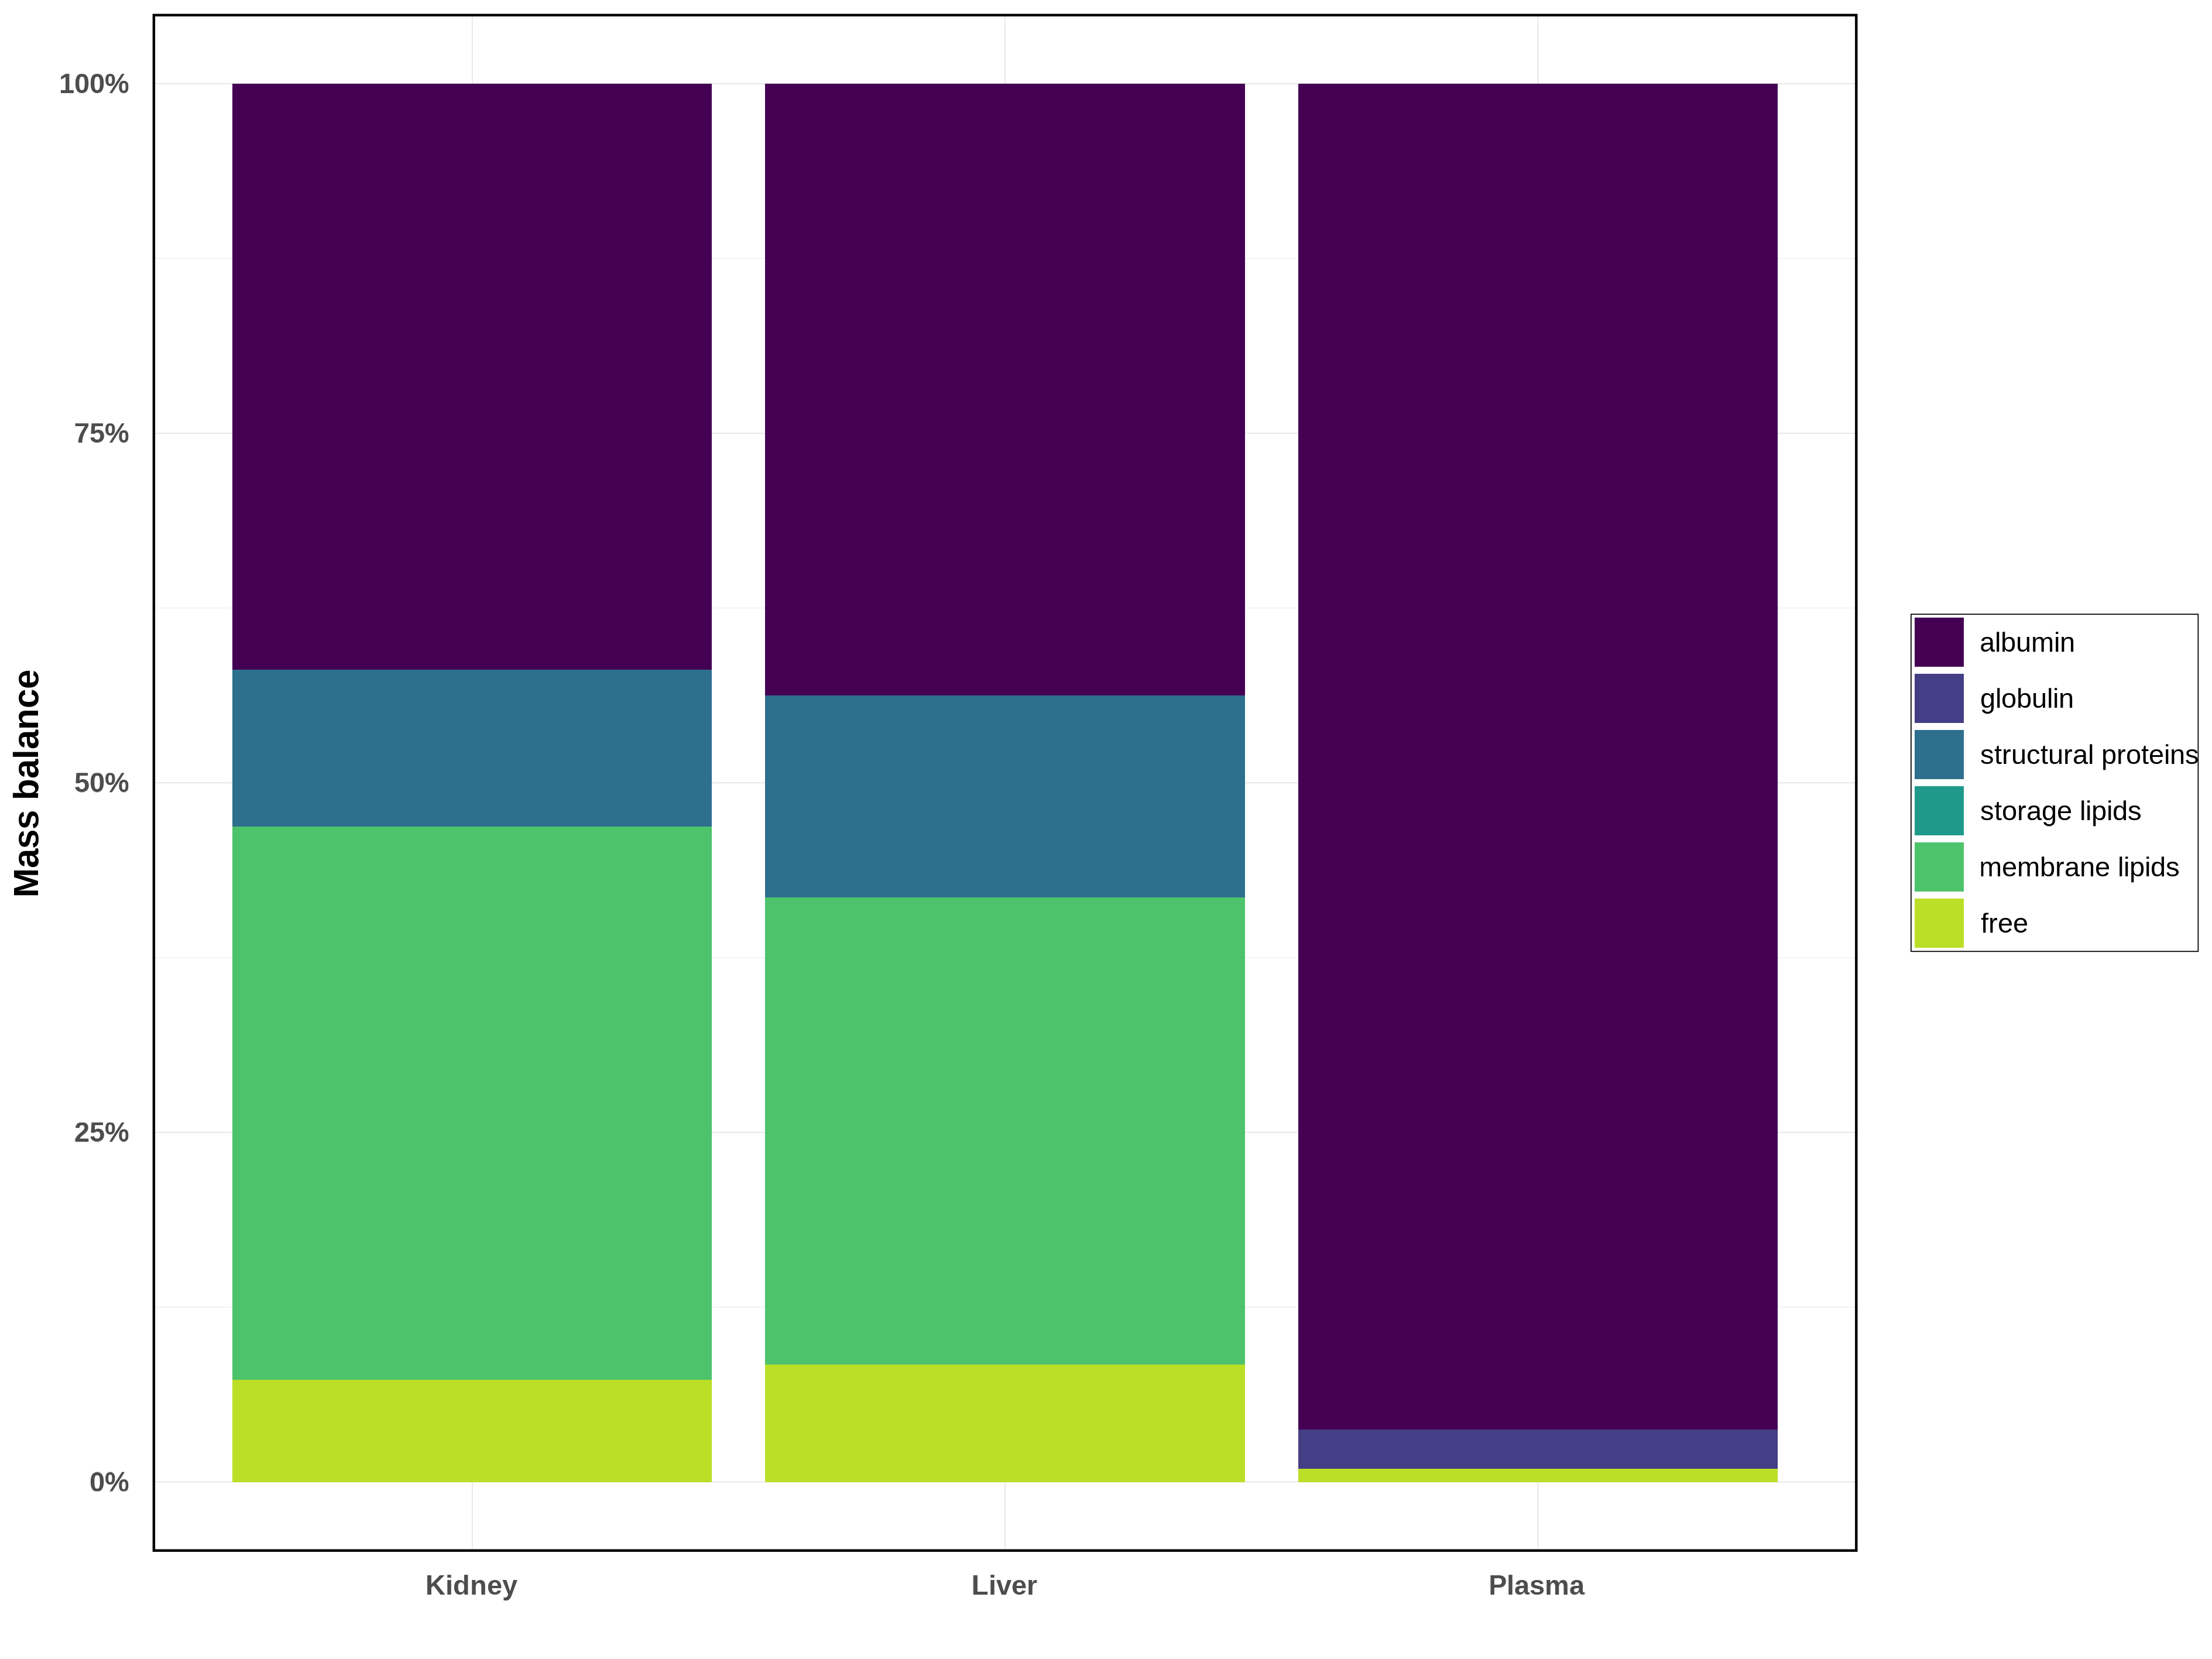 100%
75%
50%
25%
0%
Mass balance
Kidney
Liver
Plasma
albumin
globulin
structural proteins
storage lipids
membrane lipids
free